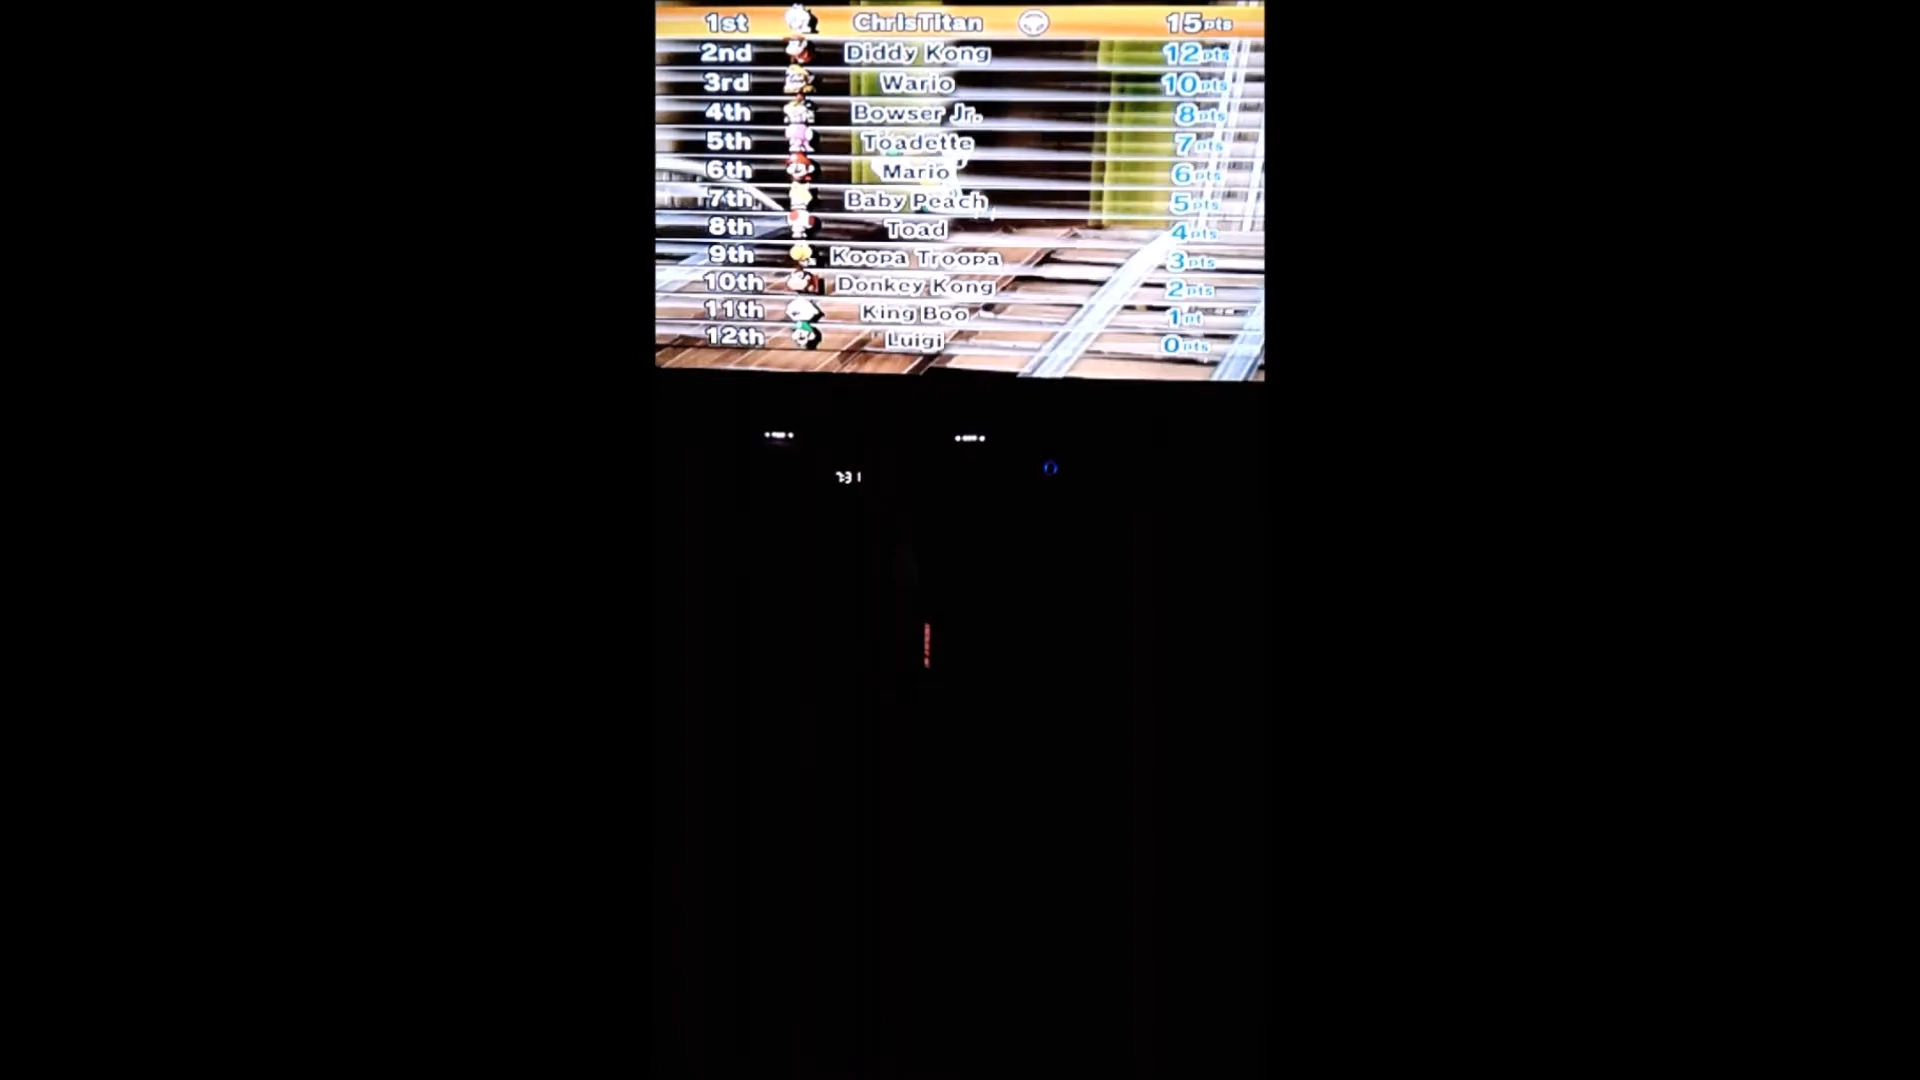 1st ChrisTitan 15pts
2nd Diddy Kong 12pts
3rd Wario 10pts
4th Bowser Jr. 8pts
5th Toadette 7pts
6th Mario 6pts
7th Baby Peach 5pts
8th Toad 4pts
9th Koopa Troopa 3pts
10th Donkey Kong 2pts
11th King Boo 1pt
12th Luigi 0pts